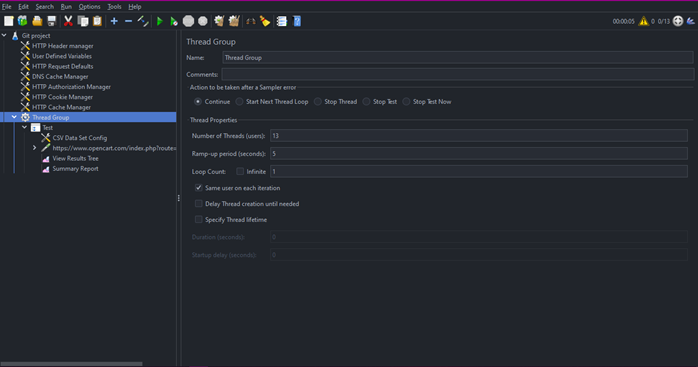 File Edit Search Run Options Tools Help
00:00:05 0 0/13
Git project
HTTP Header manager
User Defined Variables
HTTP Request Defaults
DNS Cache Manager
HTTP Authorization Manager
HTTP Cookie Manager
HTTP Cache Manager
Thread Group
Test
CSV Data Set Config
https://www.opencart.com/index.php?route=
View Results Tree
Summary Report
Thread Group
Name: Thread Group
Comments:
Action to be taken after a Sampler error
Continue Start Next Thread Loop Stop Thread Stop Test Stop Test Now
Thread Properties
Number of Threads (users): 13
Ramp-up period (seconds): 5
Loop Count: Infinite 1
Same user on each iteration
Delay Thread creation until needed
Specify Thread lifetime
Duration (seconds): 0
Startup delay (seconds): 0